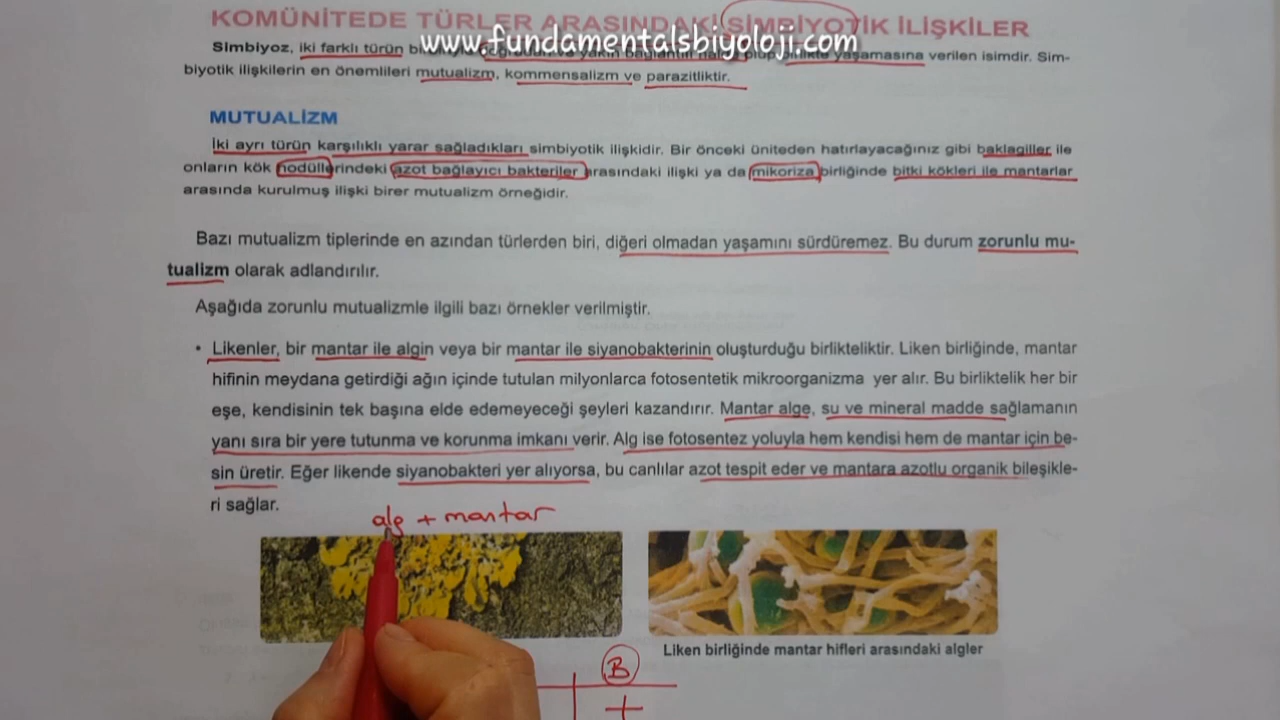 KOMÜNİTEDE TÜRLER ARASINDAKİ SİMBİYOTİK İLİŞKİLER
www.fundamentalsbiyoloji.com
Simbiyoz, iki farklı türün olup birlikte yaşamasına verilen isimdir. Sim-
biyotik ilişkilerin en önemlileri mutualizm, kommensalizm ve parazitliktir.
MUTUALİZM
İki ayrı türün karşılıklı yarar sağladıkları simbiyotik ilişkidir. Bir önceki üniteden hatırlayacağınız gibi baklagiller ile
onların kök nodüllerindeki azot bağlayıcı bakteriler arasındaki ilişki ya da mikoriza birliğinde bitki kökleri ile mantarlar
arasında kurulmuş ilişki birer mutualizm örneğidir.
Bazı mutualizm tiplerinde en azından türlerden biri, diğeri olmadan yaşamını sürdüremez. Bu durum zorunlu mu-
tualizm olarak adlandırılır.
Aşağıda zorunlu mutualizmle ilgili bazı örnekler verilmiştir.
• Likenler, bir mantar ile algin veya bir mantar ile siyanobakterinin oluşturduğu birlikteliktir. Liken birliğinde, mantar
hifinin meydana getirdiği ağın içinde tutulan milyonlarca fotosentetik mikroorganizma yer alır. Bu birliktelik her bir
eşe, kendisinin tek başına elde edemeyeceği şeyleri kazandırır. Mantar alge, su ve mineral madde sağlamanın
yanı sıra bir yere tutunma ve korunma imkanı verir. Alg ise fotosentez yoluyla hem kendisi hem de mantar için be-
sin üretir. Eğer likende siyanobakteri yer alıyorsa, bu canlılar azot tespit eder ve mantara azotlu organik bileşikle-
ri sağlar.
alg + mantar
Liken birliğinde mantar hifleri arasındaki algler
B
+